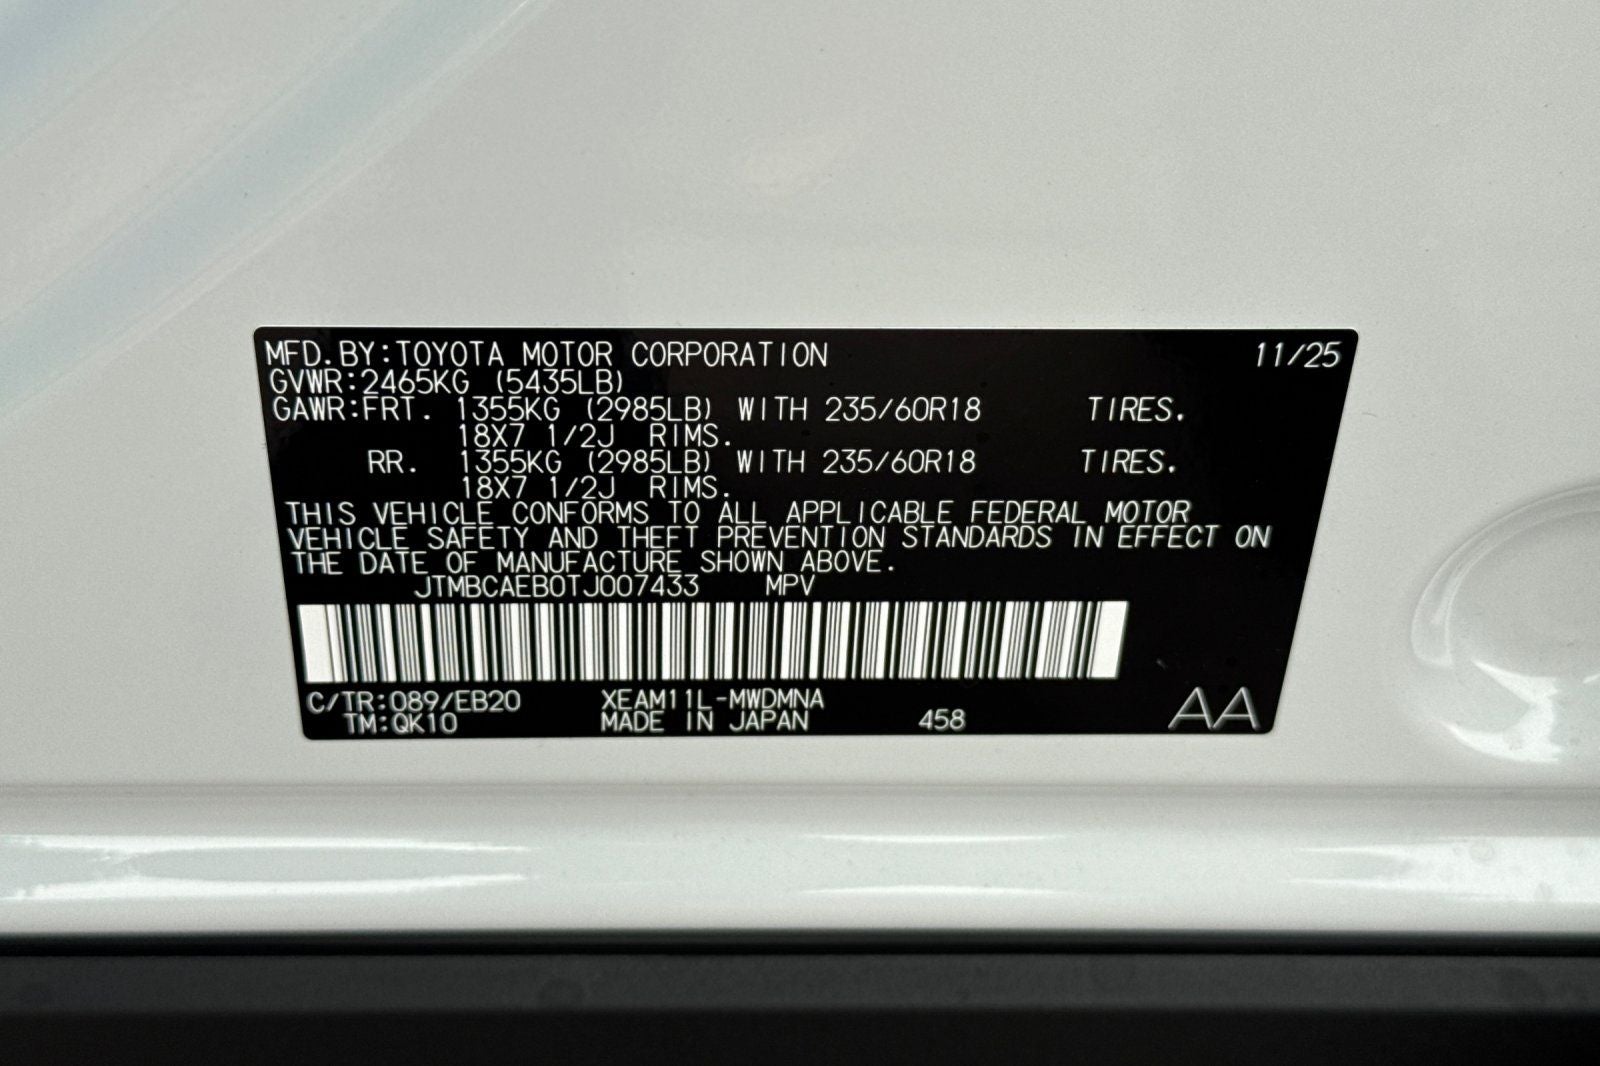 MFD.BY:TOYOTA MOTOR CORPORATION 11/25
GVWR:2465KG (5435LB)
GAWR:FRT. 1355KG (2985LB) WITH 235/60R18 TIRES.
18X7 1/2J RIMS.
RR. 1355KG (2985LB) WITH 235/60R18 TIRES.
18X7 1/2J RIMS.
THIS VEHICLE CONFORMS TO ALL APPLICABLE FEDERAL MOTOR
VEHICLE SAFETY AND THEFT PREVENTION STANDARDS IN EFFECT ON
THE DATE OF MANUFACTURE SHOWN ABOVE.
JTMBCAEB0TJ007433 MPV
C/TR:089/EB20 XEAM11L-MWDMNA
TM:QK10 MADE IN JAPAN 458 AA